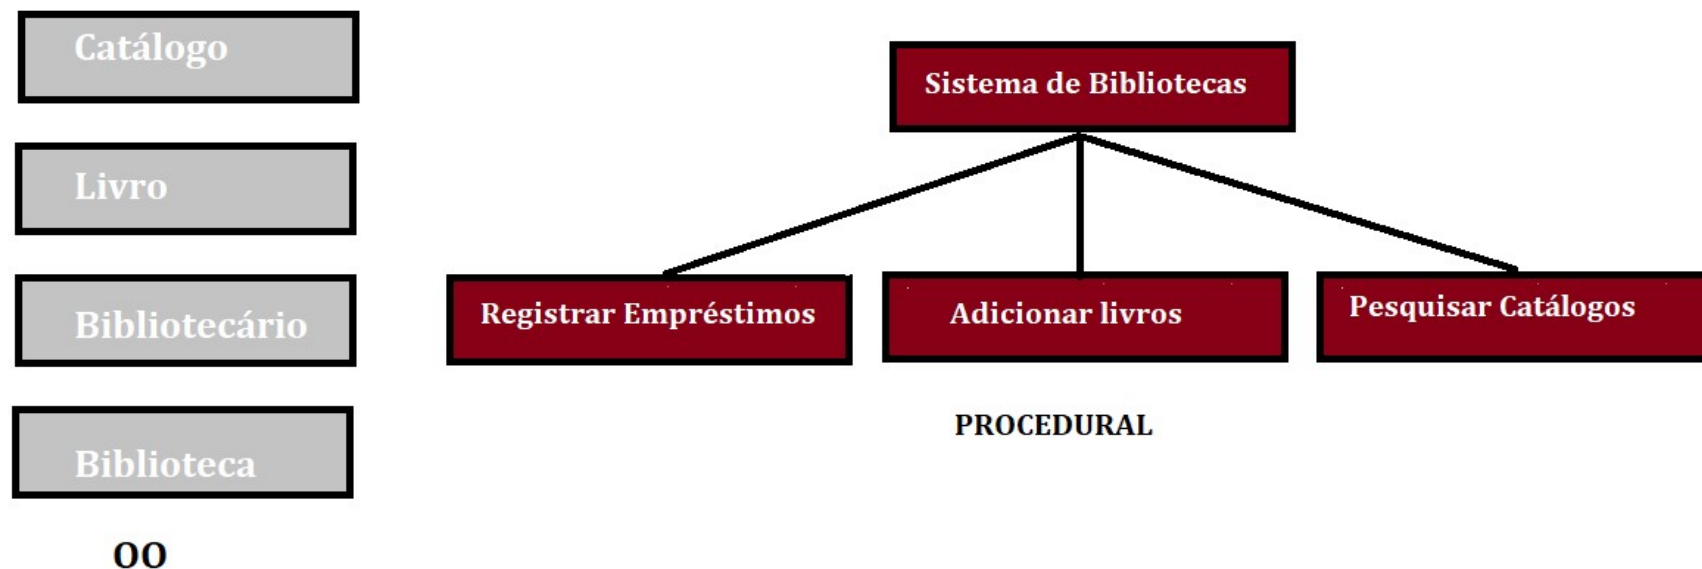 Catálogo
Livro
Bibliotecário
Biblioteca
OO
Sistema de Bibliotecas
Registrar Empréstimos
Adicionar livros
Pesquisar Catálogos
PROCEDURAL